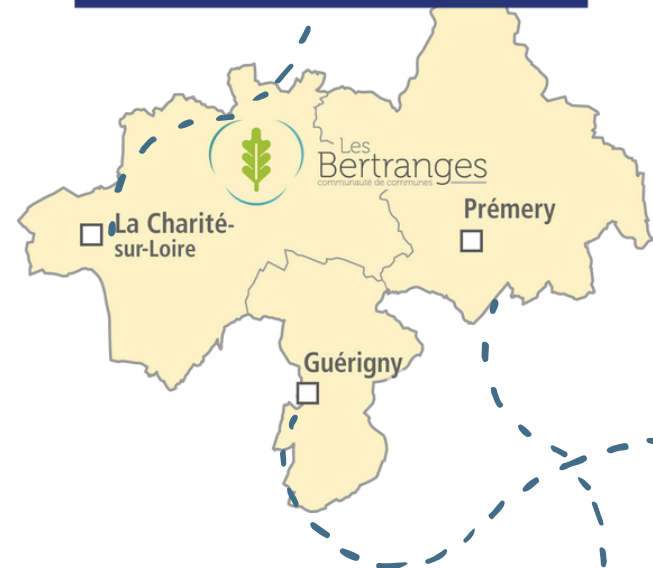 Les
Bertranges
communauté de communes
Prémery
La Charité-
sur-Loire
Guérigny